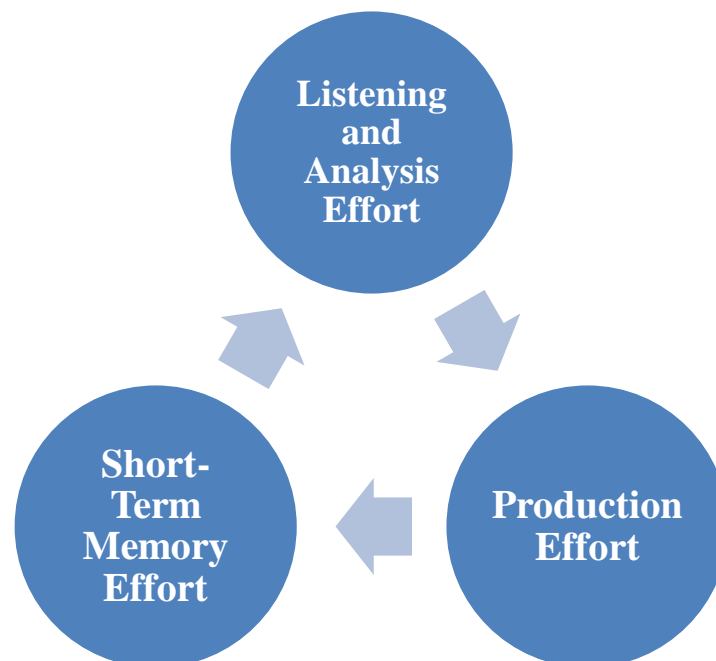 Listening
and
Analysis
Effort
Short-
Term
Memory
Effort
Production
Effort